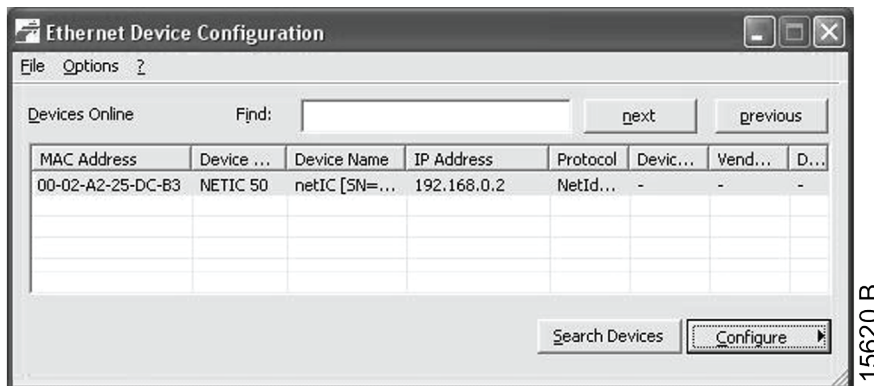 Ethernet Device Configuration
File Options ?
Devices Online Find: next previous
MAC Address Device ... Device Name IP Address Protocol Devic... Vend... D...
00-02-A2-25-DC-B3 NETIC 50 netIC [SN=... 192.168.0.2 NetId... - - -
Search Devices Configure
15620 B